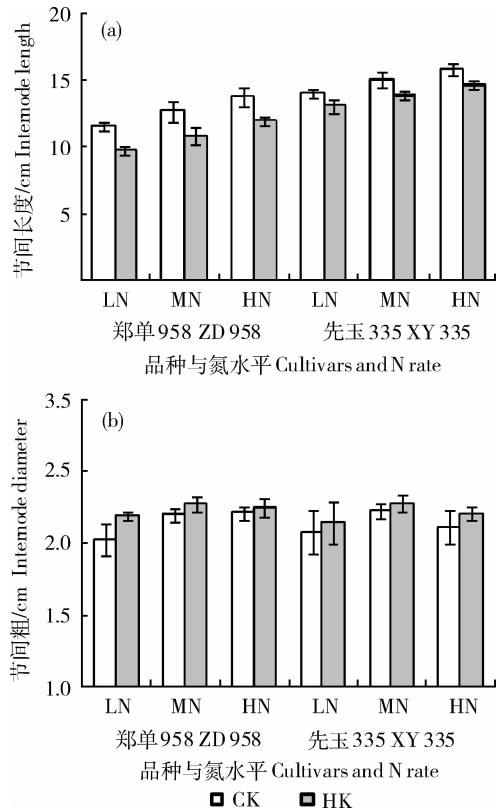 (a)
节间长度/cm Internode length
20
15
10
5
LN MN HN LN MN HN
郑单958 ZD 958 先玉335 XY 335
品种与氮水平 Cultivars and N rate
(b)
节间粗/cm Internode diameter
3.5
2.5
2.0
1.5
1.0
LN MN HN LN MN HN
郑单958 ZD 958 先玉335 XY 335
品种与氮水平 Cultivars and N rate
CK HK